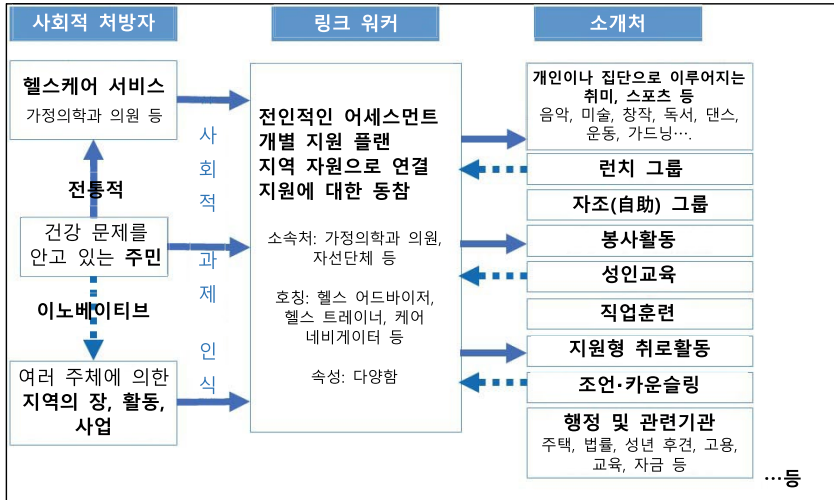 사회적 처방자
링크 워커
소개처
헬스케어 서비스
가정의학과 의원 등
전통적
건강 문제를
안고 있는 주민
이노베이티브
여러 주체에 의한
지역의 장, 활동,
사업
사
회
적
과
제
인
식
전인적인 어세스먼트
개별 지원 플랜
지역 자원으로 연결
지원에 대한 동참
소속처: 가정의학과 의원,
자선단체 등
호칭: 헬스 어드바이저,
헬스 트레이너, 케어
네비게이터 등
속성: 다양함
개인이나 집단으로 이루어지는
취미, 스포츠 등
음악, 미술, 창작, 독서, 댄스,
운동, 가드닝….
런치 그룹
자조(自助) 그룹
봉사활동
성인교육
직업훈련
지원형 취로활동
조언·카운슬링
행정 및 관련기관
주택, 법률, 성년 후견, 고용,
교육, 자금 등
…등